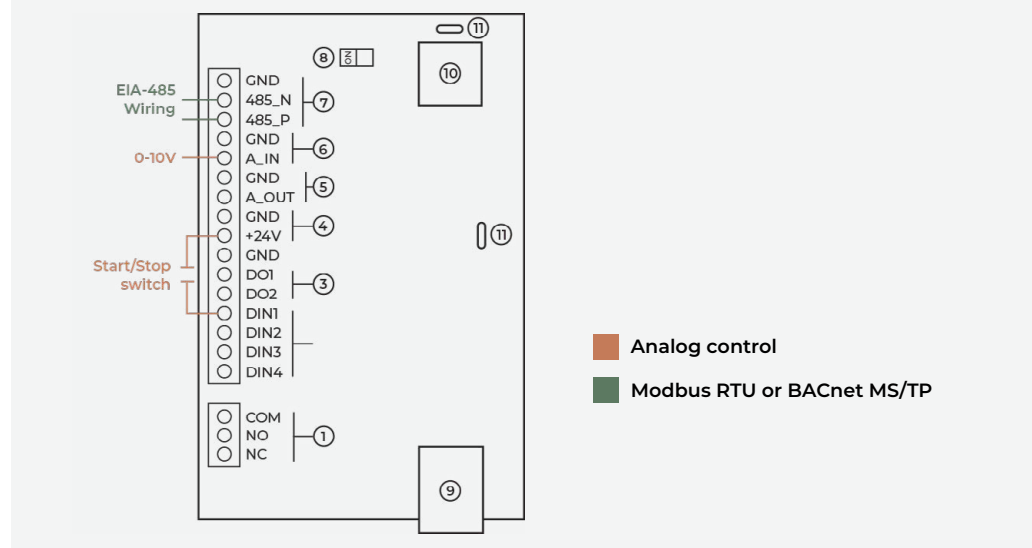 11
8
ON
10
EIA-485
Wiring
GND
485_N
485_P
7
0-10V
GND
A_IN
6
GND
A_OUT
5
GND
+24V
4
11
Start/Stop
switch
GND
DO1
DO2
3
DIN1
DIN2
DIN3
DIN4
Analog control
Modbus RTU or BACnet MS/TP
COM
NO
NC
1
9